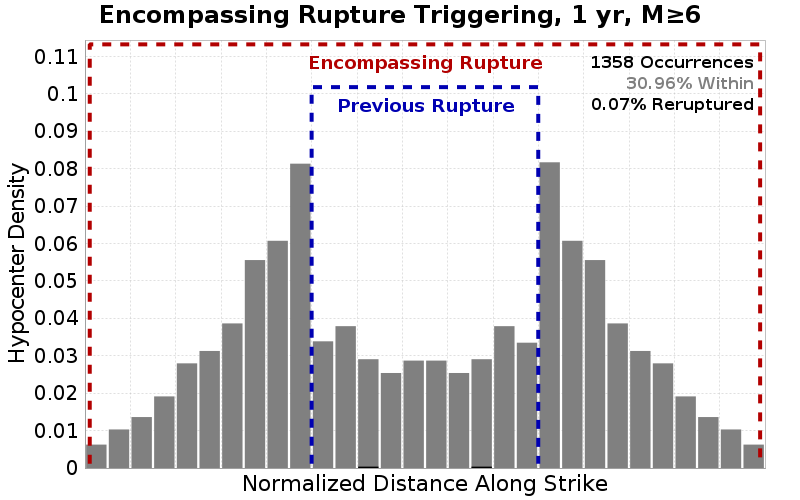 Encompassing Rupture Triggering, 1 yr, M≥6
Encompassing Rupture
1358 Occurrences
30.96% Within
0.07% Reruptured
Previous Rupture
Hypocenter Density
0.11
0.1
0.09
0.08
0.07
0.06
0.05
0.04
0.03
0.02
0.01
0
Normalized Distance Along Strike